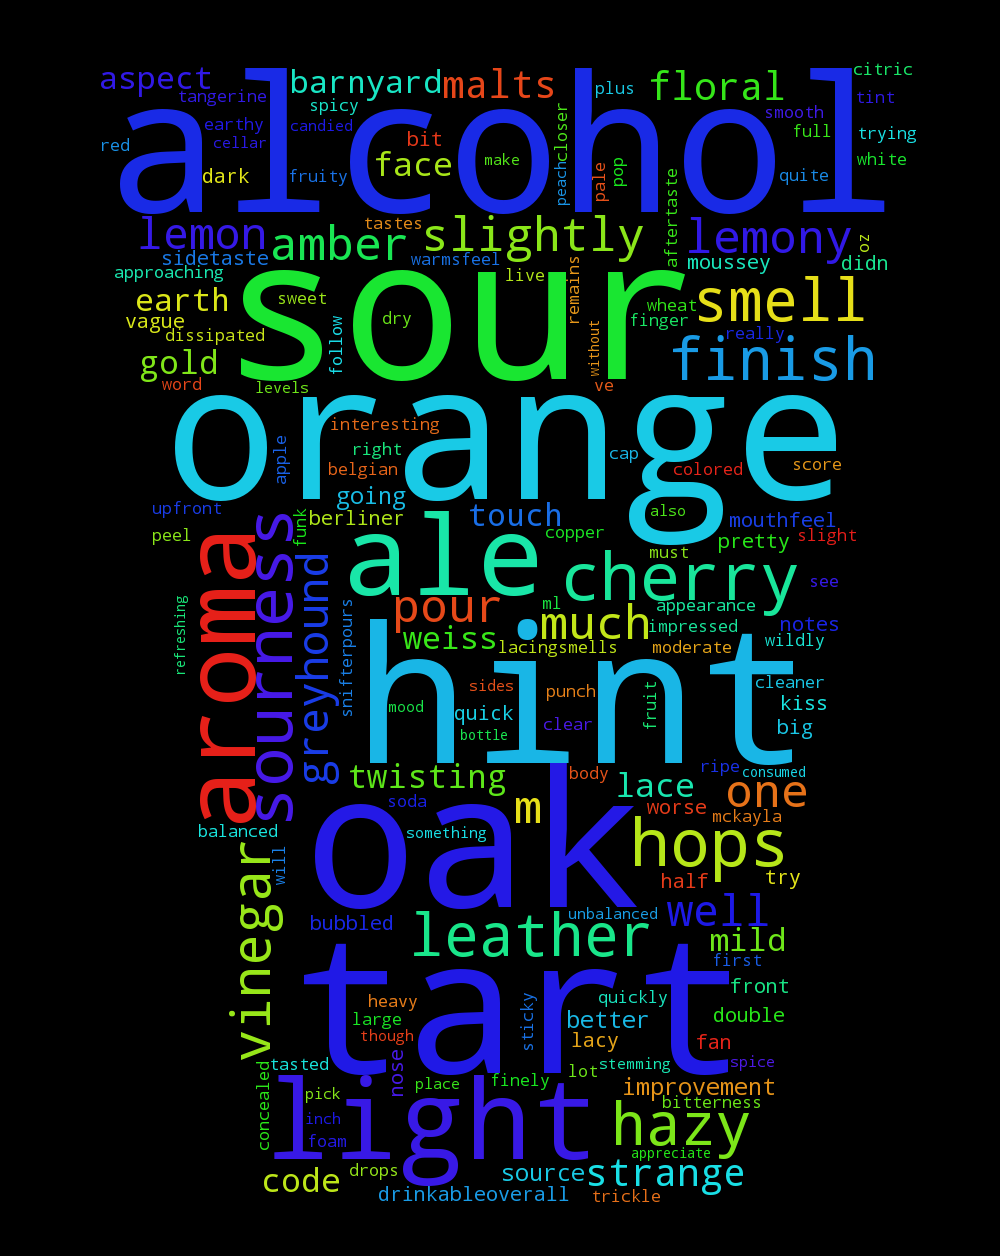 alcohol
aspect
barnyard
malts
plus
floral
citric
tangerine
spicy
tint
earthy
candied
bit
closer
smooth
red
cellar
full
trying
dark
fruity
face
make
peach
pale
pop
quite
white
lemon
amber
tastes
slightly
aftertaste
lemony
oz
sidetaste
warmsfeel
moussey
didn
approaching
sour
live
remains
earth
sweet
wheat
smell
vague
dry
finger
dissipated
follow
without
really
gold
finish
word
levels
ve
orange
interesting
apple
right
belgian
cap
colored
score
going
upfront
funk
berliner
touch
also
mouthfeel
peel
copper
pretty
slight
aroma
sourness
ale
must
cherry
see
greyhound
pour
ml
appearance
refreshing
snifterpours
weiss
much
impressed
notes
lacingsmells
moderate
wildly
hint
sides
punch
fruit
cleaner
mood
quick
clear
kiss
bottle
big
twisting
body
ripe
consumed
oak
soda
m
lace
one
worse
mckayla
balanced
something
hops
vinegar
will
half
try
bubbled
unbalanced
well
leather
mild
first
tart
heavy
sticky
quickly
front
large
better
double
though
lacy
fan
tasted
nose
lot
stemming
spice
concealed
light
place
finely
improvement
pick
bitterness
inch
hazy
foam
appreciate
code
drops
source
strange
drinkableoverall
trickle